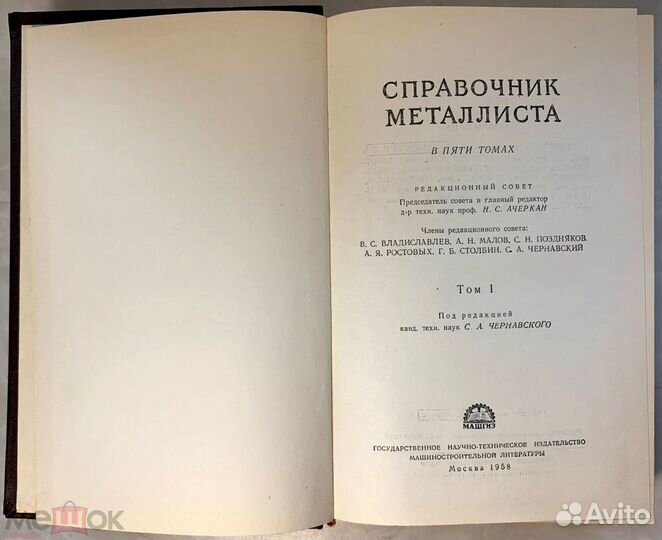 СПРАВОЧНИК
МЕТАЛЛИСТА
В ПЯТИ ТОМАХ
РЕДАКЦИОННЫЙ СОВЕТ
Председатель совета и главный редактор
д-р техн. наук проф. Н. С. АЧЕРКАН
Члены редакционного совета:
В. С. ВЛАДИСЛАВЛЕВ, А. Н. МАЛОВ, С. Н. ПОЗДНЯКОВ
А. Я. РОСТОВЫХ, Г. Б. СТОЛБИН, С. А. ЧЕРНАВСКИЙ
Том 1
Под редакцией
канд. техн. наук С. А. ЧЕРНАВСКОГО
МАШГИЗ
ГОСУДАРСТВЕННОЕ НАУЧНО-ТЕХНИЧЕСКОЕ ИЗДАТЕЛЬСТВО
МАШИНОСТРОИТЕЛЬНОЙ ЛИТЕРАТУРЫ
Москва 1958
мешок
Avito